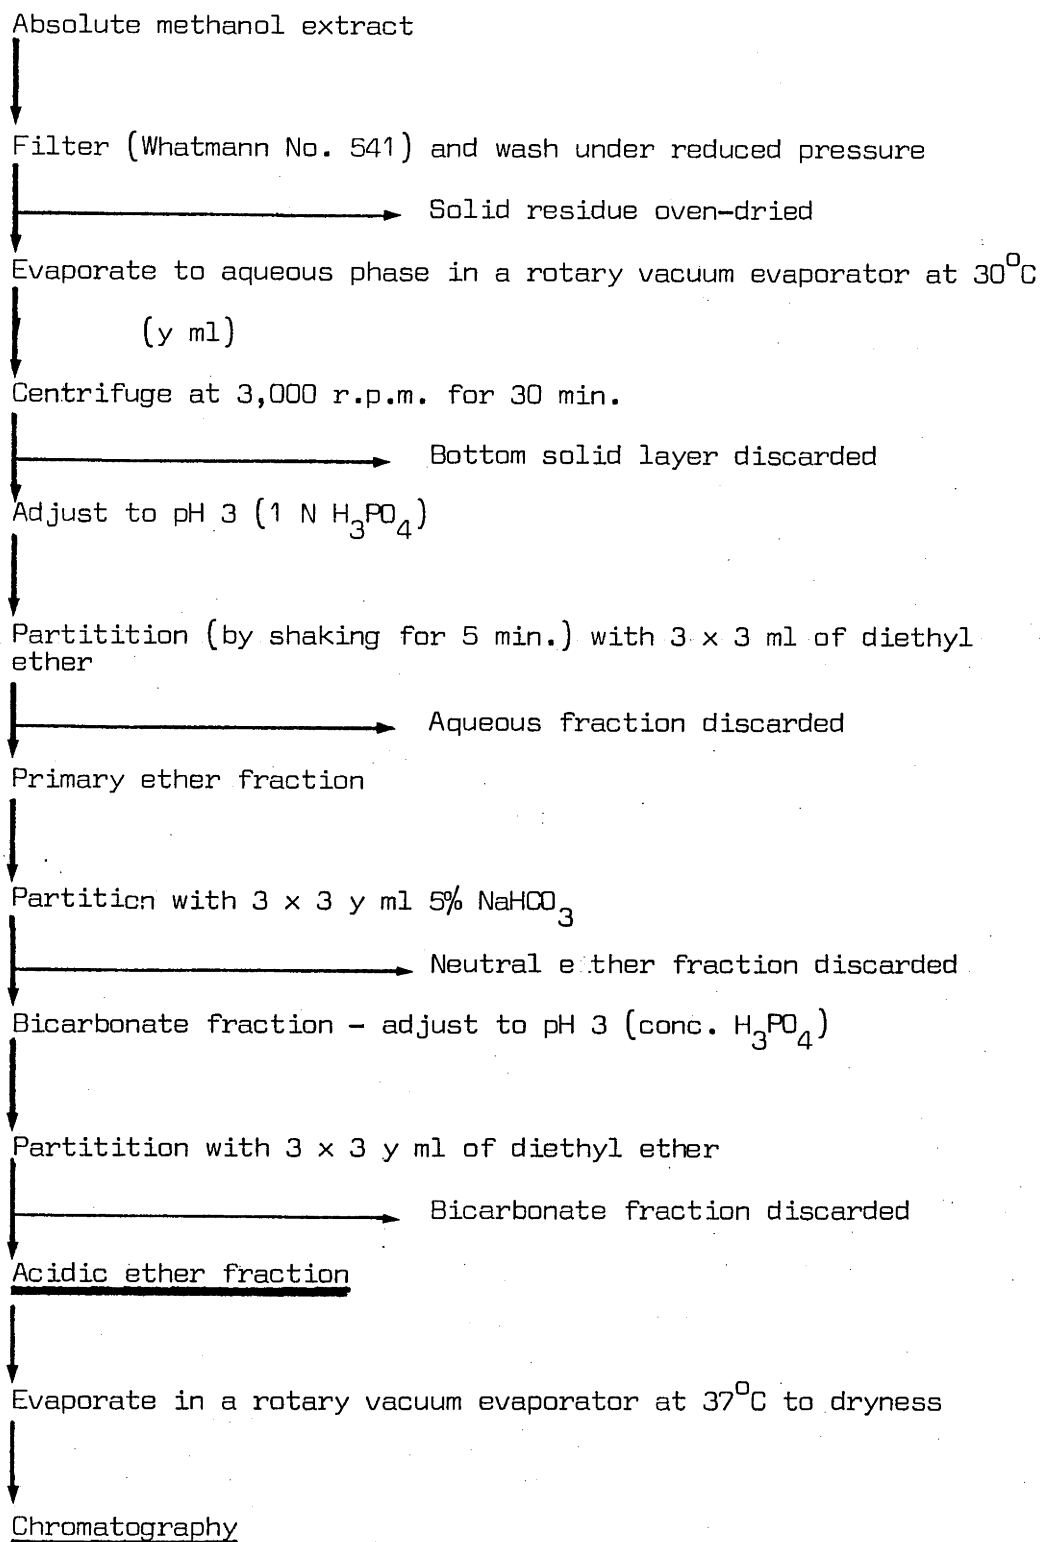 Absolute methanol extract
Filter (Whatmann No. 541) and wash under reduced pressure
Solid residue oven-dried
Evaporate to aqueous phase in a rotary vacuum evaporator at 30°C
(y ml)
Centrifuge at 3,000 r.p.m. for 30 min.
Bottom solid layer discarded
Adjust to pH 3 (1 N H₃PO₄)
Partitition (by shaking for 5 min.) with 3 x 3 ml of diethyl
ether
Aqueous fraction discarded
Primary ether fraction
Partition with 3 x 3 y ml 5% NaHCO₃
Neutral ether fraction discarded
Bicarbonate fraction – adjust to pH 3 (conc. H₃PO₄)
Partitition with 3 x 3 y ml of diethyl ether
Bicarbonate fraction discarded
Acidic ether fraction
Evaporate in a rotary vacuum evaporator at 37°C to dryness
Chromatography